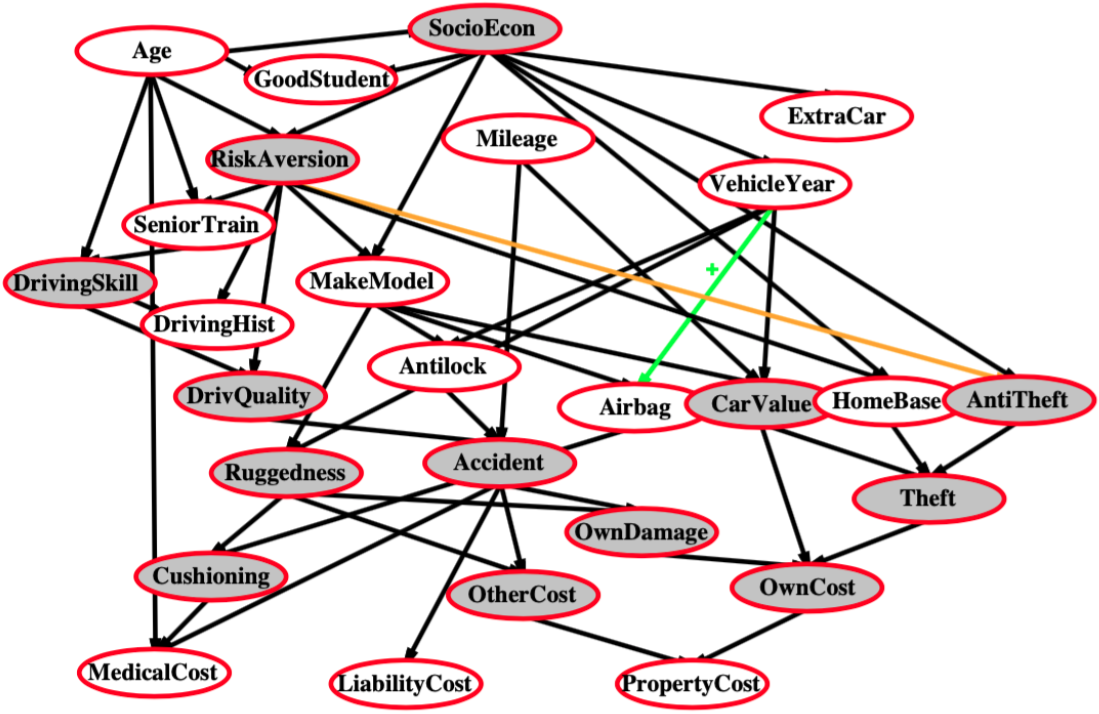 SocioEcon
Age
GoodStudent
ExtraCar
Mileage
RiskAversion
VehicleYear
SeniorTrain
+
DrivingSkill
MakeModel
DrivingHist
Antilock
DrivQuality
Airbag
CarValue
HomeBase
AntiTheft
Ruggedness
Accident
Theft
OwnDamage
Cushioning
OtherCost
OwnCost
MedicalCost
LiabilityCost
PropertyCost